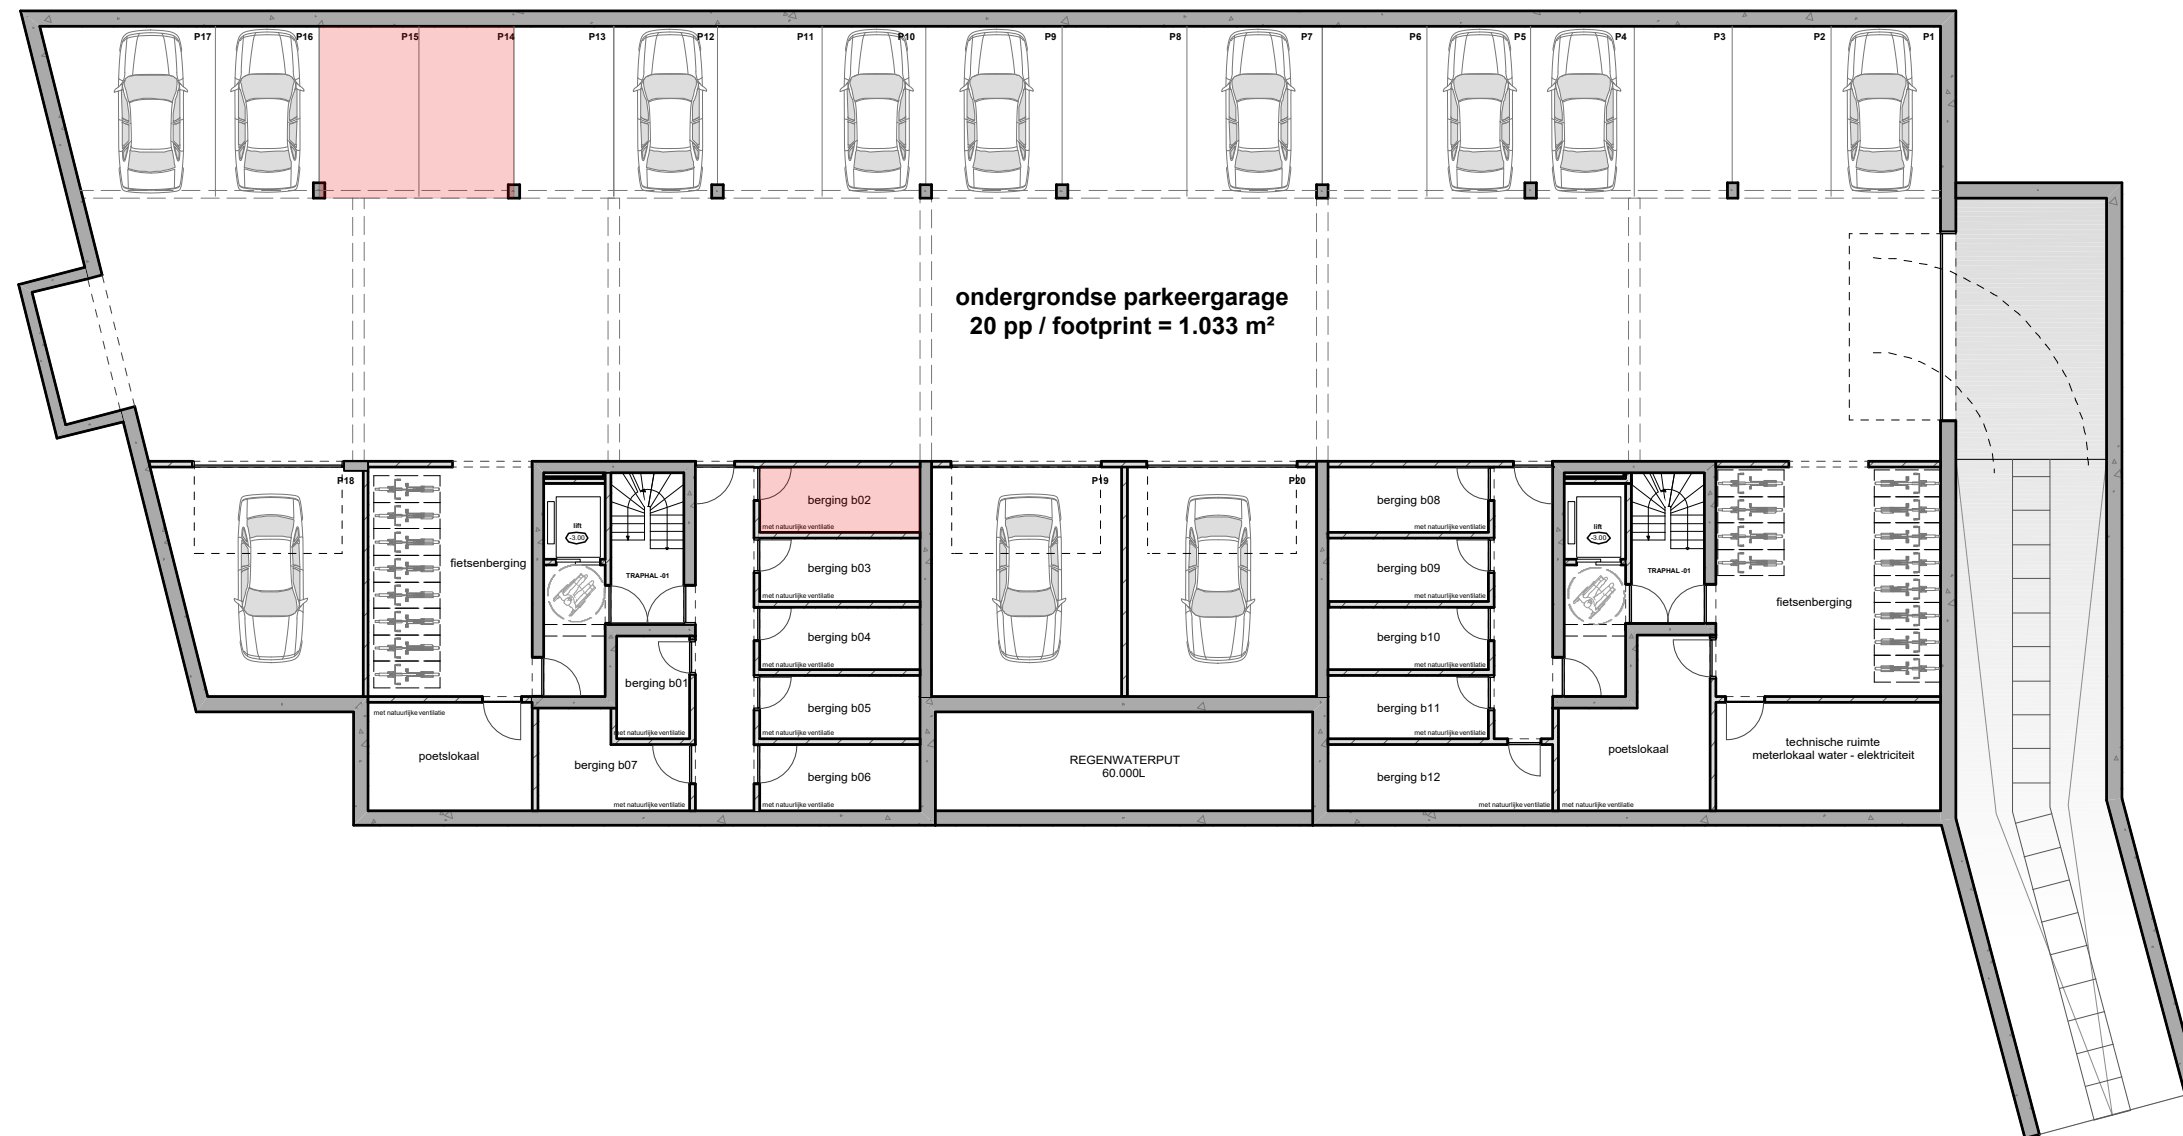 P17
P16
P15
P14
P13
P12
P11
P10
P9
P8
P7
P6
P5
P4
P3
P2
P1
ondergrondse parkeergarage
20 pp / footprint = 1.033 m²
P18
fietsenberging
lift
-3.00
TRAPHAL -01
berging b01
met natuurlijke ventilatie
berging b02
met natuurlijke ventilatie
berging b03
met natuurlijke ventilatie
berging b04
met natuurlijke ventilatie
berging b05
met natuurlijke ventilatie
berging b06
met natuurlijke ventilatie
met natuurlijke ventilatie
poetslokaal
berging b07
met natuurlijke ventilatie
P19
P20
REGENWATERPUT
60.000L
berging b08
met natuurlijke ventilatie
berging b09
met natuurlijke ventilatie
berging b10
met natuurlijke ventilatie
berging b11
met natuurlijke ventilatie
berging b12
met natuurlijke ventilatie
lift
-3.00
TRAPHAL -01
fietsenberging
poetslokaal
met natuurlijke ventilatie
technische ruimte
meterlokaal water - elektriciteit